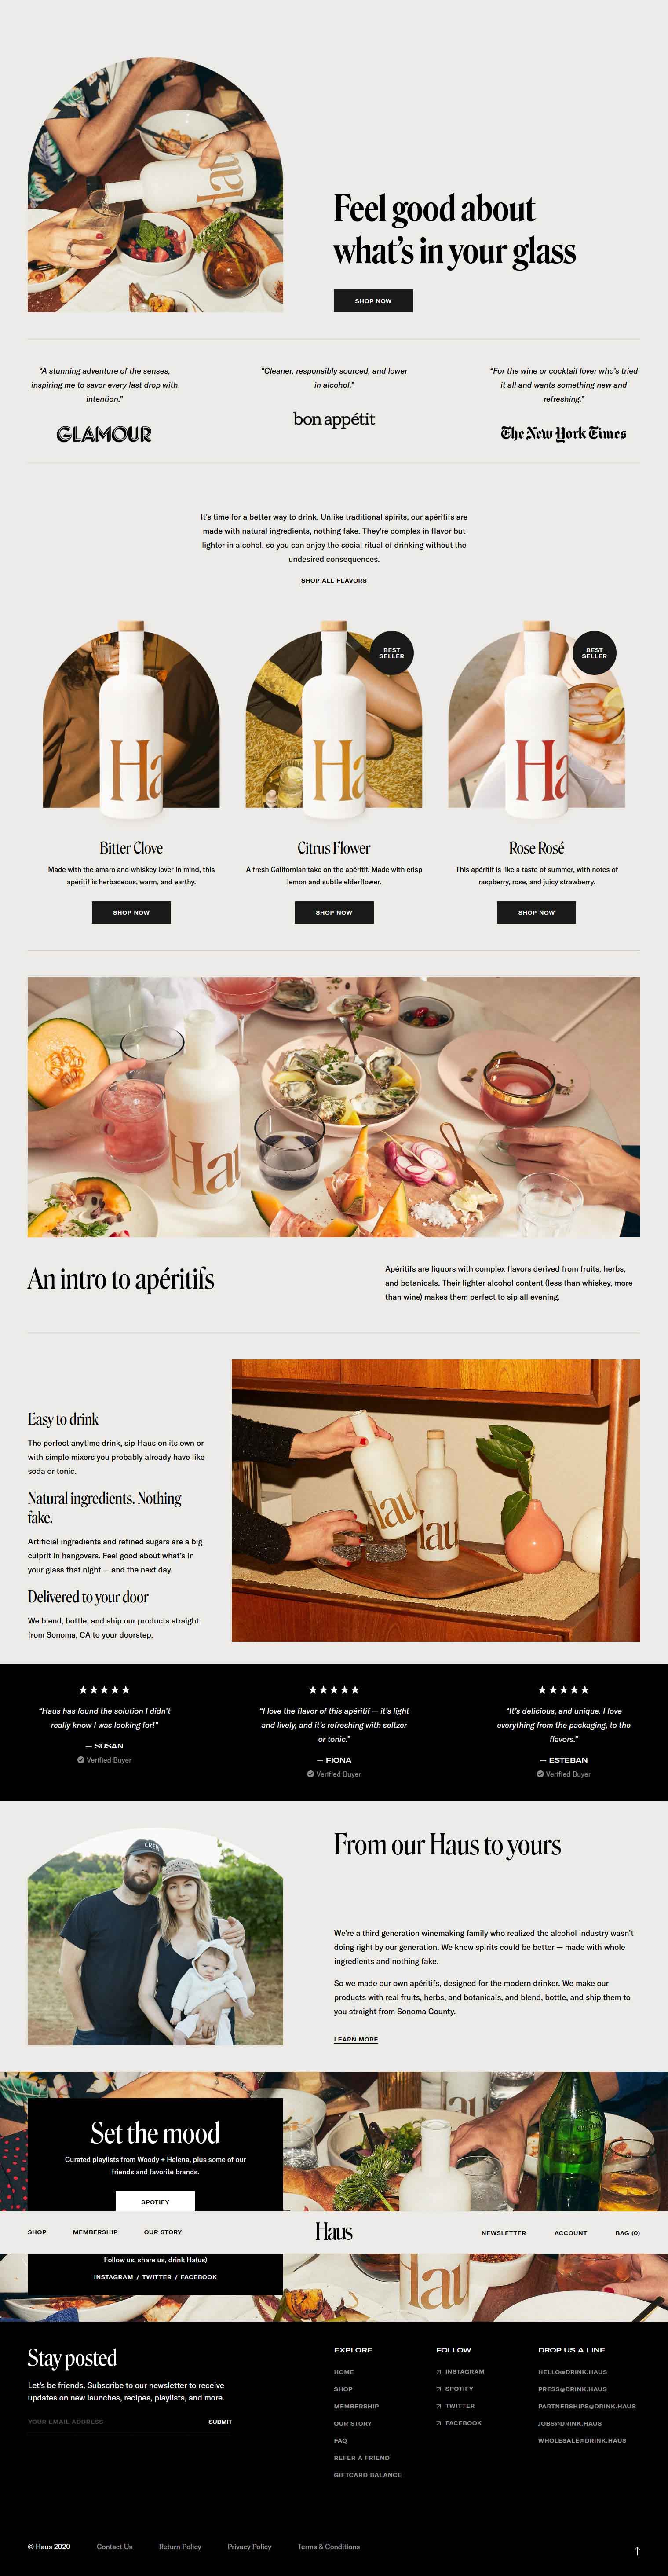 Hau
Feel good about
what's in your glass
SHOP NOW
“A stunning adventure of the senses,
inspiring me to savor every last drop with
intention.”
GLAMOUR
“Cleaner, responsibly sourced, and lower
in alcohol.”
bon appétit
“For the wine or cocktail lover who’s tried
it all and wants something new and
refreshing.”
The New York Times
It’s time for a better way to drink. Unlike traditional spirits, our apéritifs are
made with natural ingredients, nothing fake. They’re complex in flavor but
lighter in alcohol, so you can enjoy the social ritual of drinking without the
undesired consequences.
SHOP ALL FLAVORS
Ha
BEST
SELLER
Ha
BEST
SELLER
Ha
Bitter Clove
Made with the amaro and whiskey lover in mind, this
apéritif is herbaceous, warm, and earthy.
SHOP NOW
Citrus Flower
A fresh Californian take on the apéritif. Made with crisp
lemon and subtle elderflower.
SHOP NOW
Rose Rosé
This apéritif is like a taste of summer, with notes of
raspberry, rose, and juicy strawberry.
SHOP NOW
Hau
An intro to apéritifs
Apéritifs are liquors with complex flavors derived from fruits, herbs,
and botanicals. Their lighter alcohol content (less than whiskey, more
than wine) makes them perfect to sip all evening.
Easy to drink
The perfect anytime drink, sip Haus on its own or
with simple mixers you probably already have like
soda or tonic.
Natural ingredients. Nothing
fake.
Artificial ingredients and refined sugars are a big
culprit in hangovers. Feel good about what’s in
your glass that night — and the next day.
Delivered to your door
We blend, bottle, and ship our products straight
from Sonoma, CA to your doorstep.
Hau
Hau
★★★★★
“Haus has found the solution I didn’t
really know I was looking for!”
— SUSAN
Verified Buyer
★★★★★
“I love the flavor of this apéritif — it’s light
and lively, and it’s refreshing with seltzer
or tonic.”
— FIONA
Verified Buyer
★★★★★
“It’s delicious, and unique. I love
everything from the packaging, to the
flavors.”
— ESTEBAN
Verified Buyer
CREW
From our Haus to yours
We’re a third generation winemaking family who realized the alcohol industry wasn’t
doing right by our generation. We knew spirits could be better — made with whole
ingredients and nothing fake.
So we made our own apéritifs, designed for the modern drinker. We make our
products with real fruits, herbs, and botanicals, and blend, bottle, and ship them to
you straight from Sonoma County.
LEARN MORE
Set the mood
Curated playlists from Woody + Helena, plus some of our
friends and favorite brands.
SPOTIFY
SHOP
MEMBERSHIP
OUR STORY
Haus
NEWSLETTER
ACCOUNT
BAG (0)
Follow us, share us, drink Ha(us)
INSTAGRAM / TWITTER / FACEBOOK
Stay posted
Let’s be friends. Subscribe to our newsletter to receive
updates on new launches, recipes, playlists, and more.
YOUR EMAIL ADDRESS
SUBMIT
EXPLORE
HOME
SHOP
MEMBERSHIP
OUR STORY
FAQ
REFER A FRIEND
GIFTCARD BALANCE
FOLLOW
INSTAGRAM
SPOTIFY
TWITTER
FACEBOOK
DROP US A LINE
HELLO@DRINK.HAUS
PRESS@DRINK.HAUS
PARTNERSHIPS@DRINK.HAUS
JOBS@DRINK.HAUS
WHOLESALE@DRINK.HAUS
© Haus 2020
Contact Us
Return Policy
Privacy Policy
Terms & Conditions